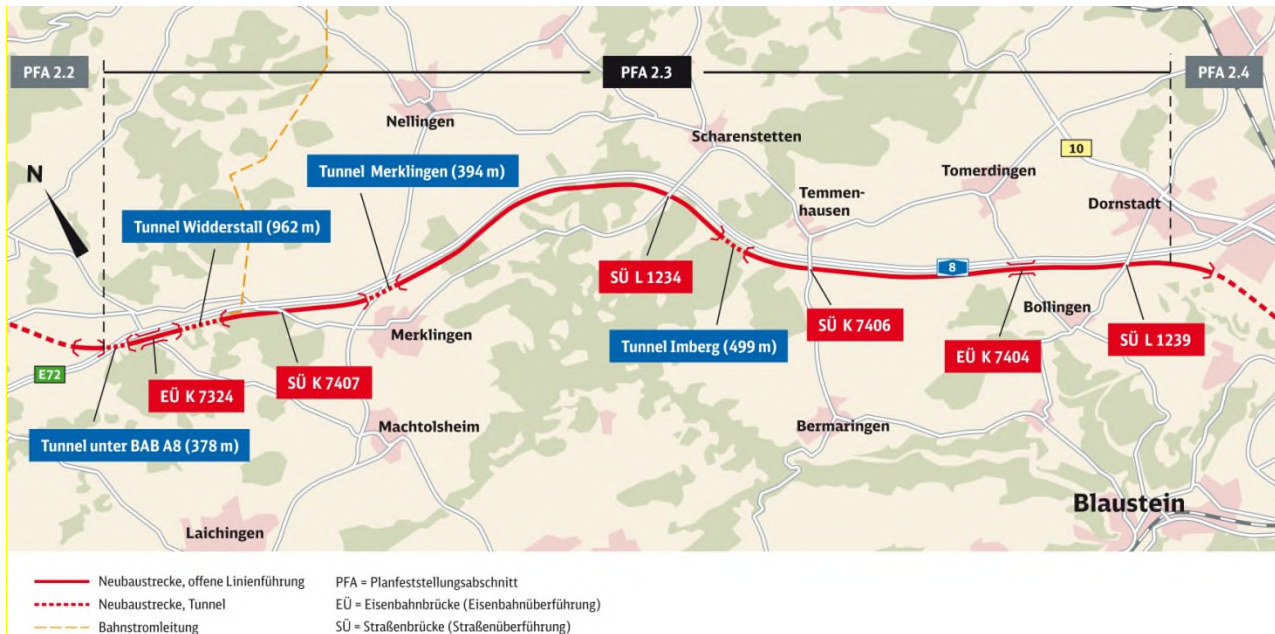 PFA 2.2
PFA 2.3
PFA 2.4
Nellingen
Scharenstetten
10
N
Tunnel Merklingen (394 m)
Tomerdingen
Temmen-
hausen
Dornstadt
Tunnel Widderstall (962 m)
SÜ L 1234
8
Merklingen
Bollingen
SÜ K 7406
Tunnel Imberg (499 m)
EÜ K 7404
SÜ L 1239
E72
EÜ K 7324
SÜ K 7407
Machtolsheim
Bermaringen
Tunnel unter BAB A8 (378 m)
Blaustein
Laichingen
Neubaustrecke, offene Linienführung
PFA = Planfeststellungsabschnitt
Neubaustrecke, Tunnel
EÜ = Eisenbahnbrücke (Eisenbahnüberführung)
Bahnstromleitung
SÜ = Straßenbrücke (Straßenüberführung)